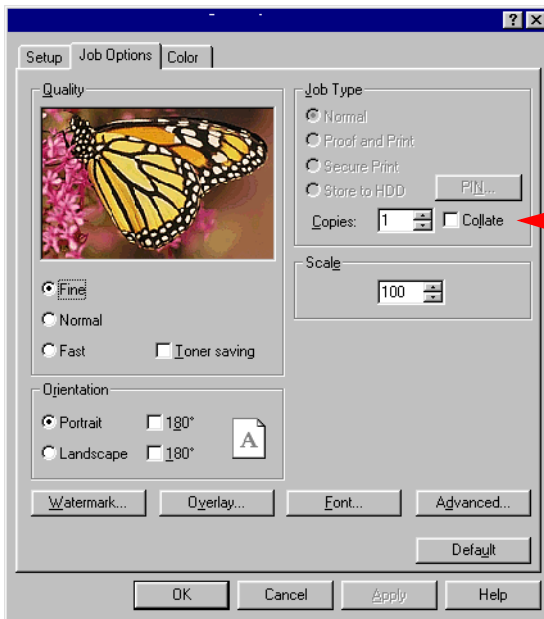 Setup Job Options Color
Quality
Fine
Normal
Fast Toner saving
Orientation
Portrait 180°
Landscape 180°
A
Job Type
Normal
Proof and Print
Secure Print
Store to HDD PIN...
Copies: 1 Collate
Scale
100
Watermark... Overlay... Font... Advanced...
Default
OK Cancel Apply Help